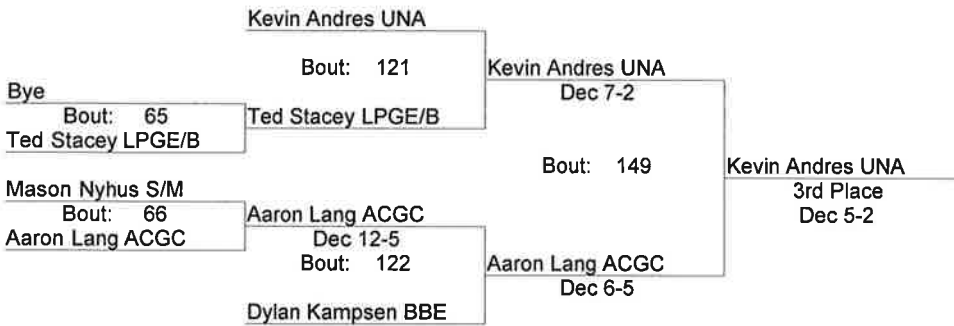 Kevin Andres UNA
Bout: 121
Kevin Andres UNA
Bye
Dec 7-2
Bout: 65
Ted Stacey LPGE/B
Ted Stacey LPGE/B
Bout: 149
Kevin Andres UNA
Mason Nyhus S/M
3rd Place
Bout: 66
Aaron Lang ACGC
Dec 5-2
Aaron Lang ACGC
Dec 12-5
Bout: 122
Aaron Lang ACGC
Dec 6-5
Dylan Kampsen BBE